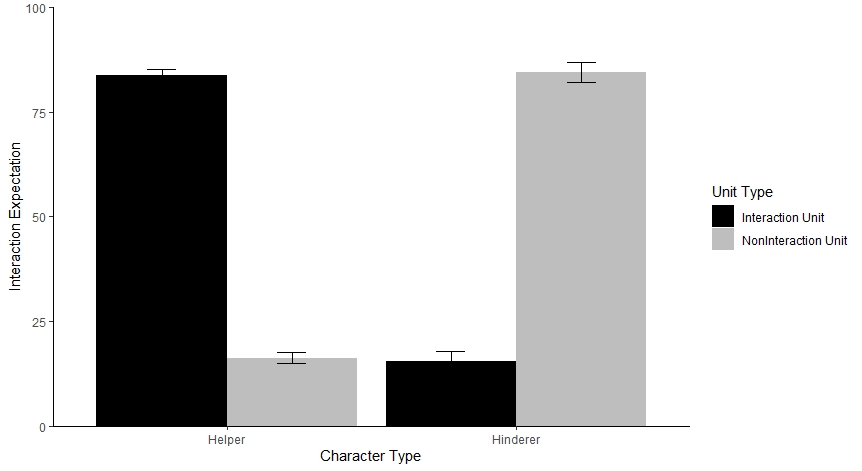 100
75
50
25
0
Interaction Expectation
Helper
Hinderer
Character Type
Unit Type
Interaction Unit
NonInteraction Unit